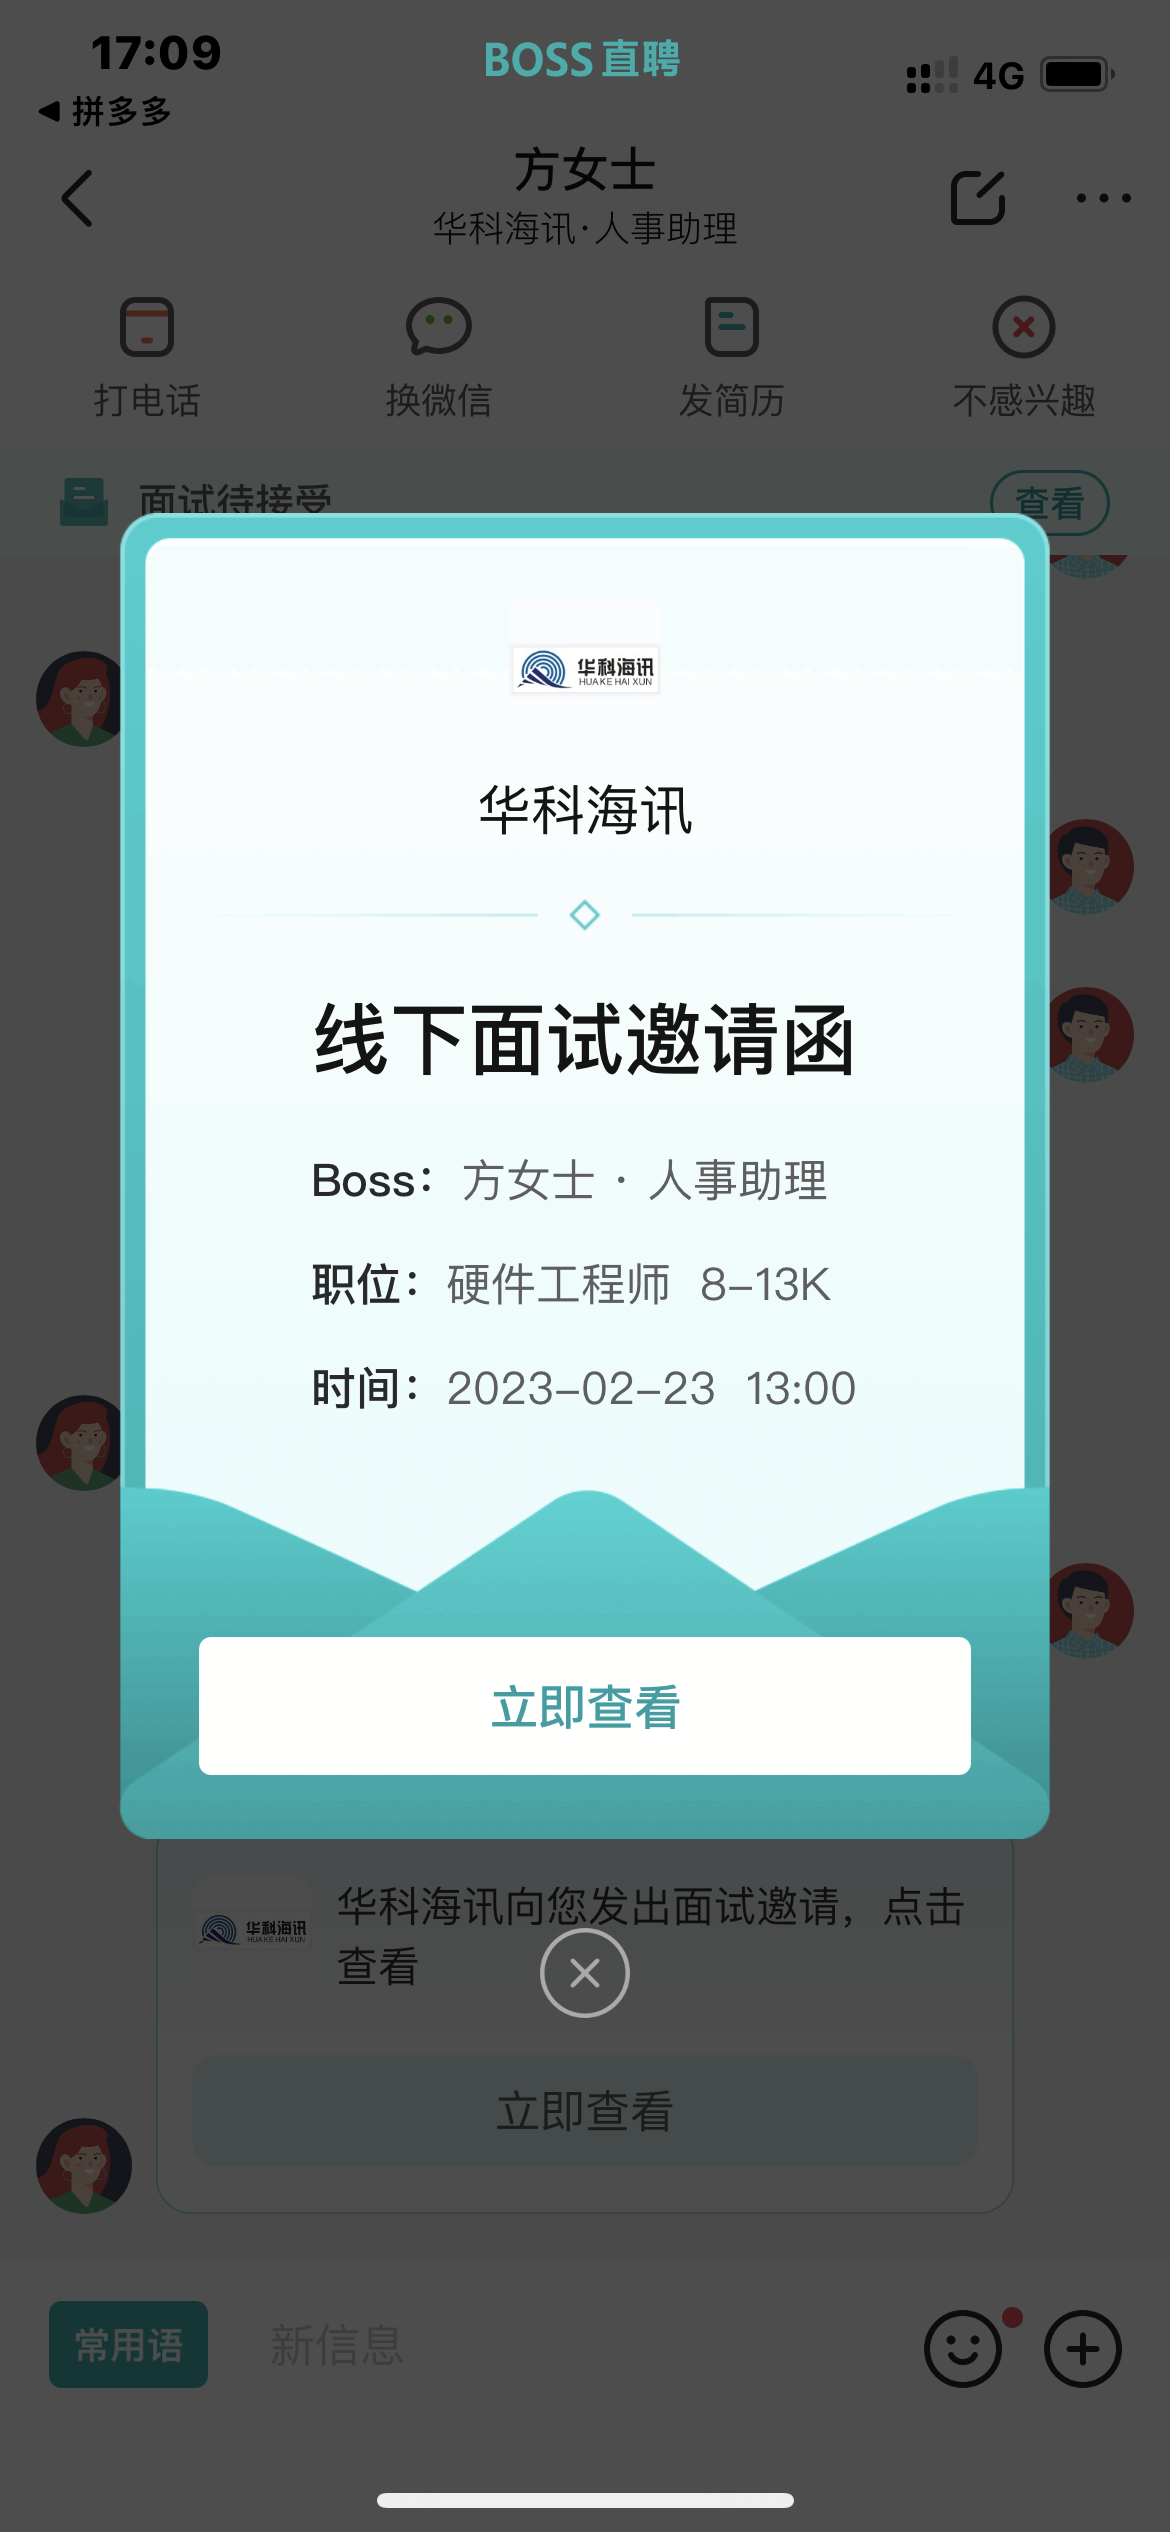 17:09
BOSS直聘
4G
拼多多
方女士
华科海讯·人事助理
打电话
换微信
发简历
不感兴趣
面试待接受
查看
华科海讯
HUA KE HAI XUN
华科海讯
线下面试邀请函
Boss：方女士 · 人事助理
职位：硬件工程师 8-13K
时间：2023-02-23 13:00
立即查看
华科海讯
HUA KE HAI XUN
华科海讯向您发出面试邀请，点击
查看
立即查看
常用语
新信息